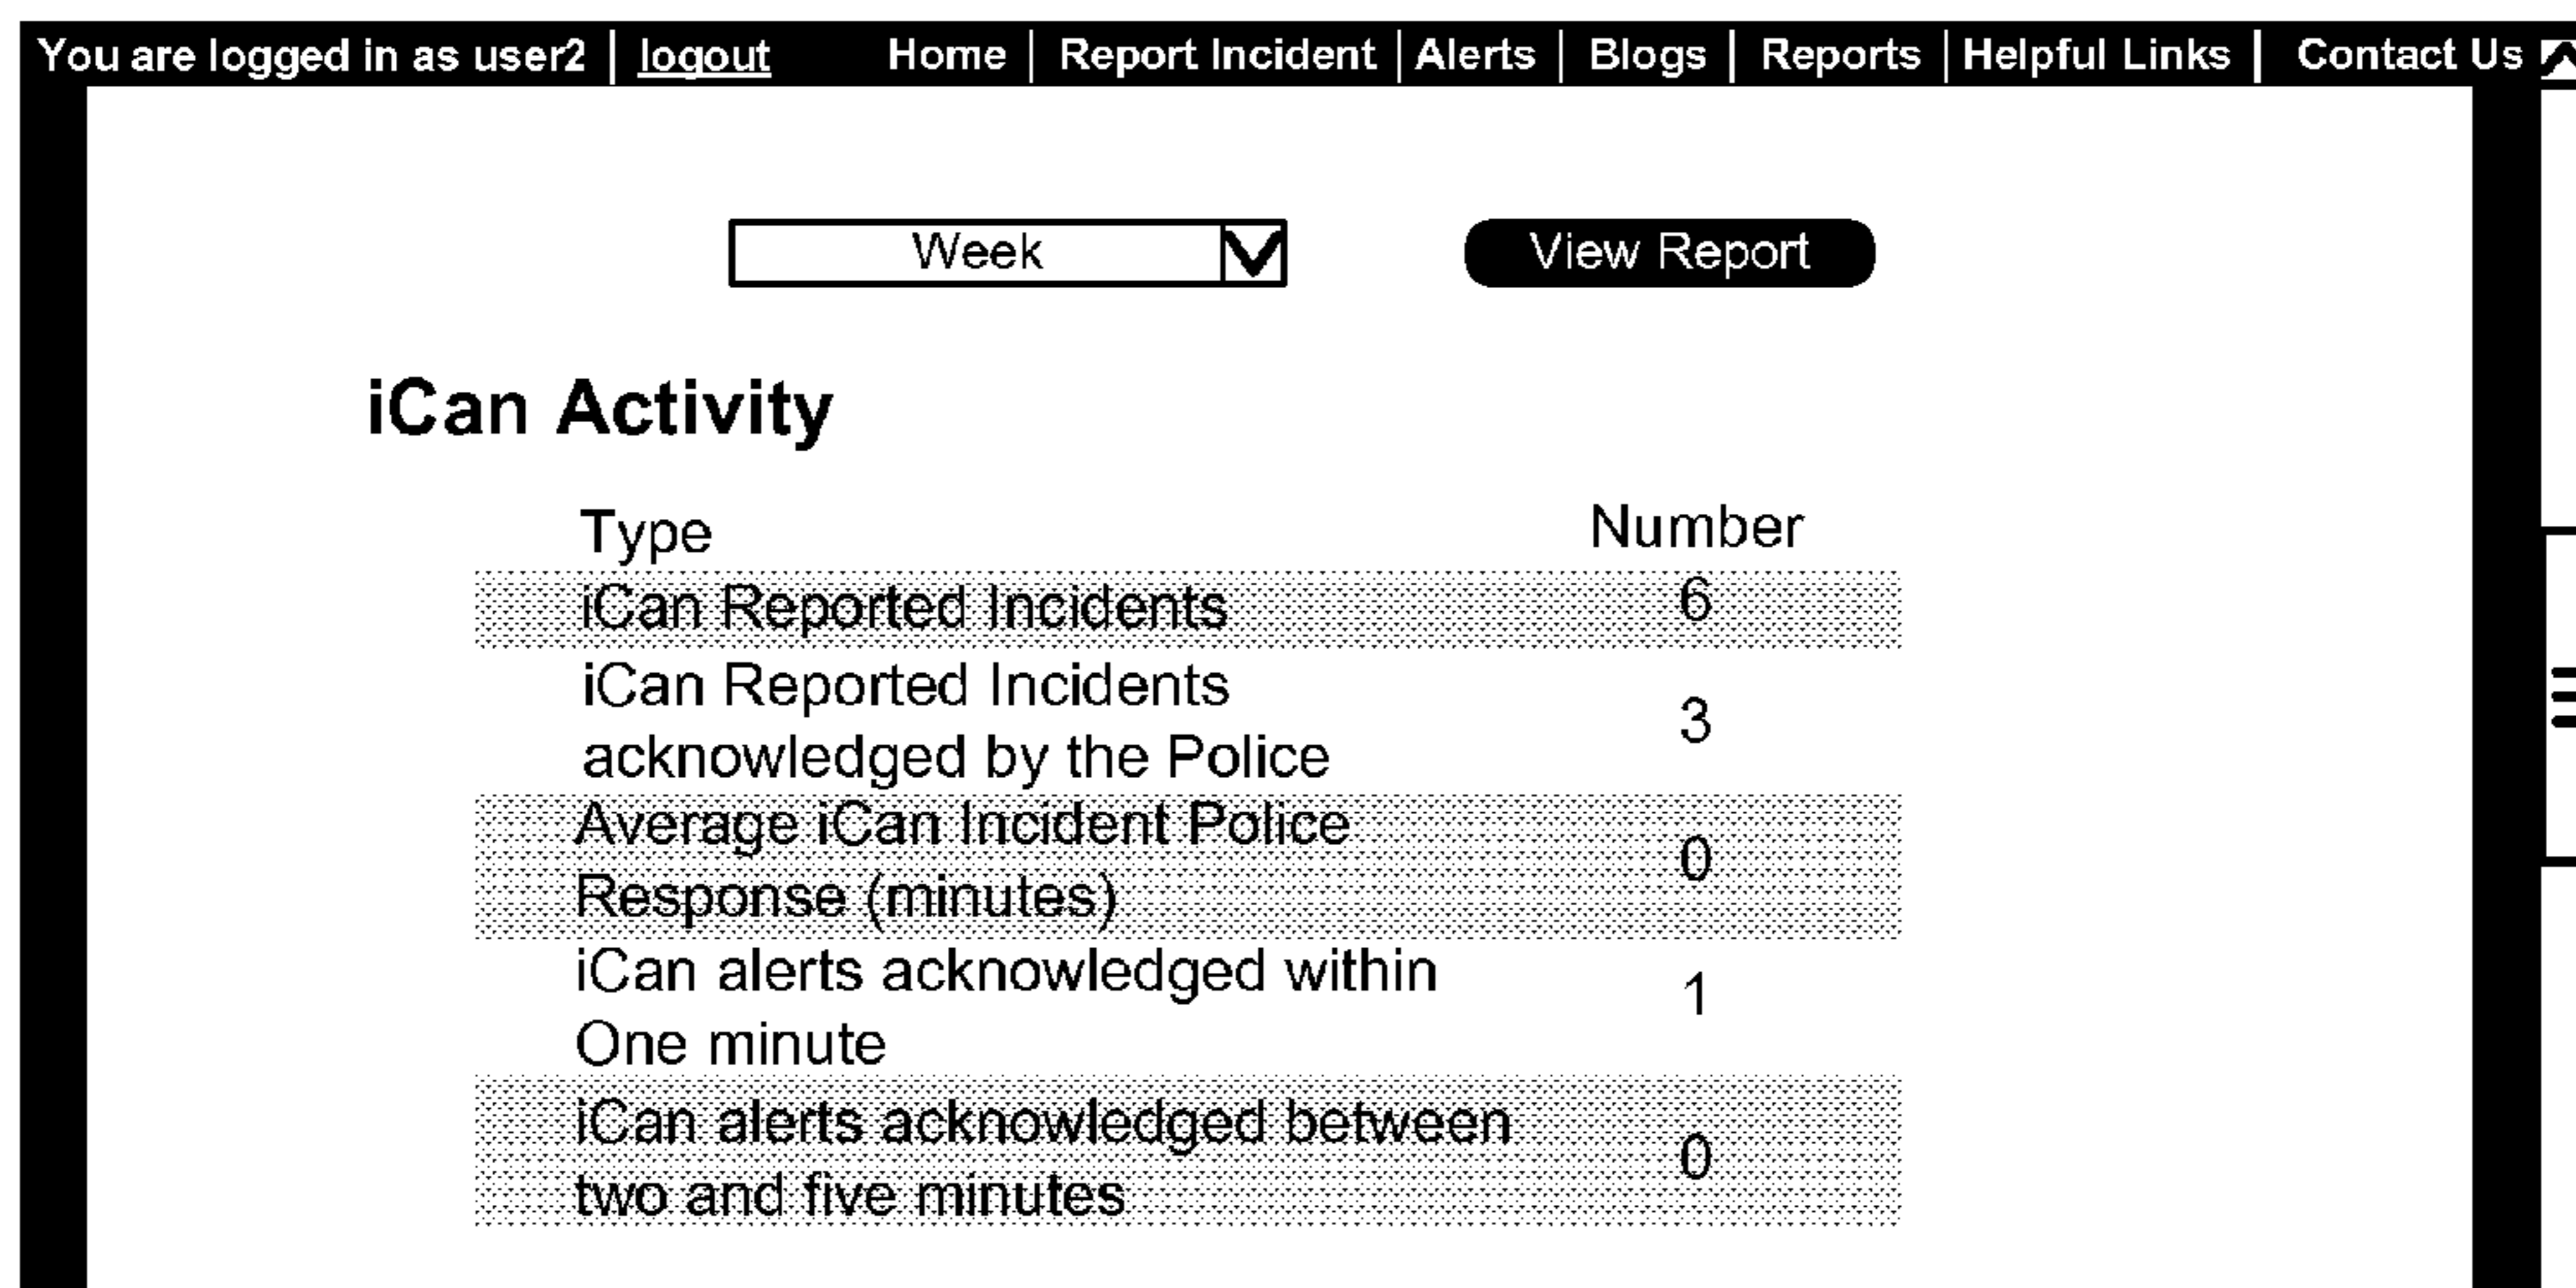 You are logged in as user2 | logout Home | Report Incident | Alerts | Blogs | Reports | Helpful Links | Contact Us
Week View Report
iCan Activity
Type Number
iCan Reported Incidents 6
iCan Reported Incidents
acknowledged by the Police 3
Average iCan Incident Police
Response (minutes) 0
iCan alerts acknowledged within
One minute 1
iCan alerts acknowledged between
two and five minutes 0